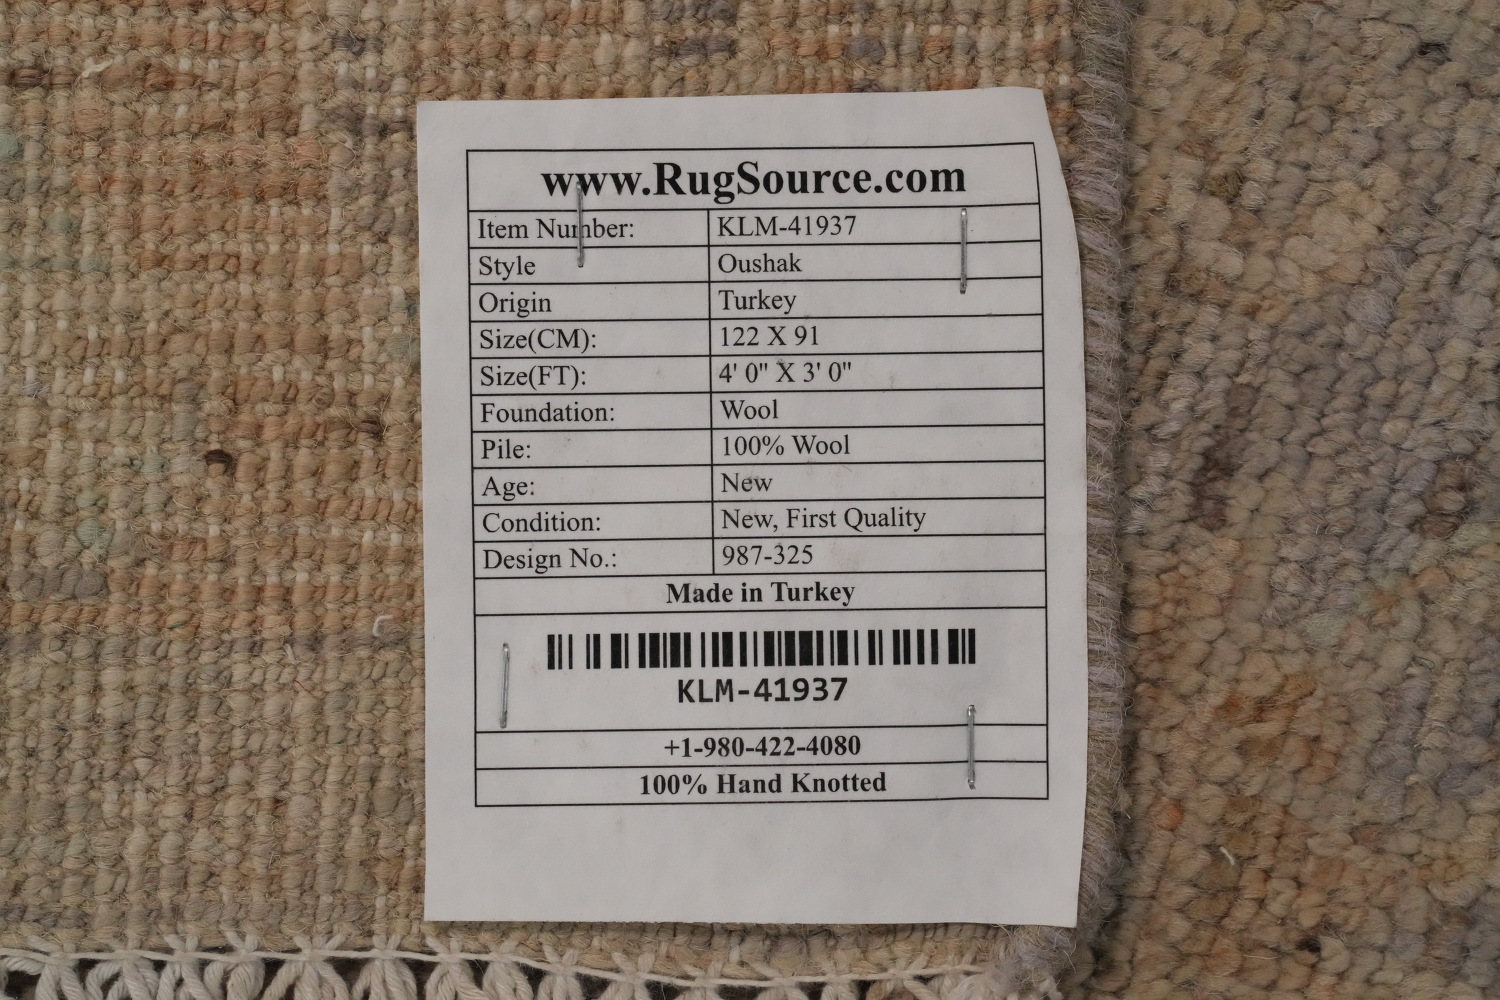 www.RugSource.com
Item Number: KLM-41937
Style Oushak
Origin Turkey
Size(CM): 122 X 91
Size(FT): 4' 0" X 3' 0"
Foundation: Wool
Pile: 100% Wool
Age: New
Condition: New, First Quality
Design No.: 987-325
Made in Turkey
KLM-41937
+1-980-422-4080
100% Hand Knotted